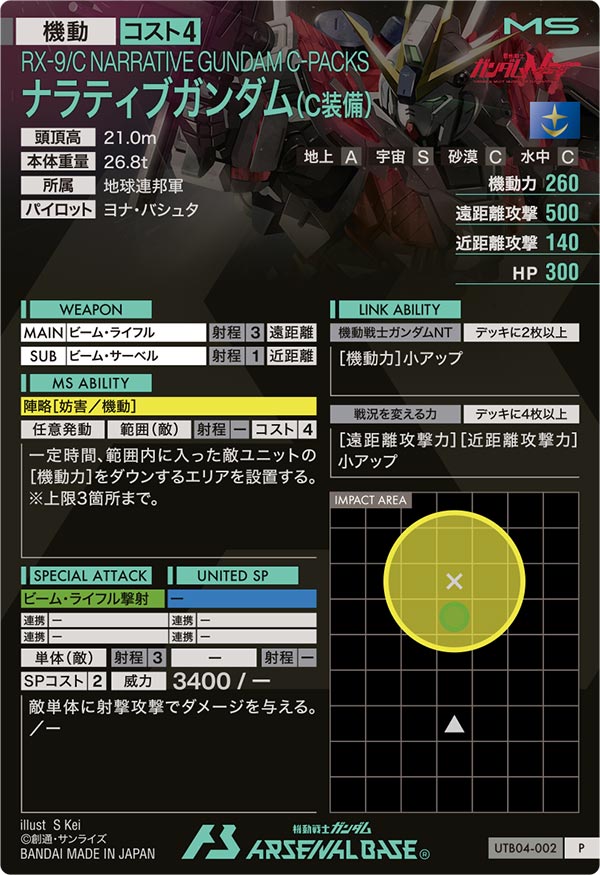 機動 コスト4 MS
RX-9/C NARRATIVE GUNDAM C-PACKS
ナラティブガンダム(C装備)
機動戦士ガンダムNT
頭頂高 21.0m
本体重量 26.8t
所属 地球連邦軍
パイロット ヨナ・バシュタ
地上 A 宇宙 S 砂漠 C 水中 C
機動力 260
遠距離攻撃 500
近距離攻撃 140
HP 300
WEAPON
MAIN ビーム・ライフル 射程 3 遠距離
SUB ビーム・サーベル 射程 1 近距離
MS ABILITY
陣略[妨害/機動]
任意発動 範囲(敵) 射程 ー コスト 4
一定時間、範囲内に入った敵ユニットの
[機動力]をダウンするエリアを設置する。
※上限3箇所まで。
LINK ABILITY
機動戦士ガンダムNT デッキに2枚以上
[機動力]小アップ
戦況を変える力 デッキに4枚以上
[遠距離攻撃力][近距離攻撃力]
小アップ
IMPACT AREA
SPECIAL ATTACK UNITED SP
ビーム・ライフル撃射 ー
連携 ー 連携 ー
連携 ー 連携 ー
単体(敵) 射程 3 ー 射程 ー
SPコスト 2 威力 3400 / ー
敵単体に射撃攻撃でダメージを与える。
/ー
illust S Kei
©創通・サンライズ
BANDAI MADE IN JAPAN
機動戦士ガンダム
AB ARSENAL BASE ®
UTB04-002 P